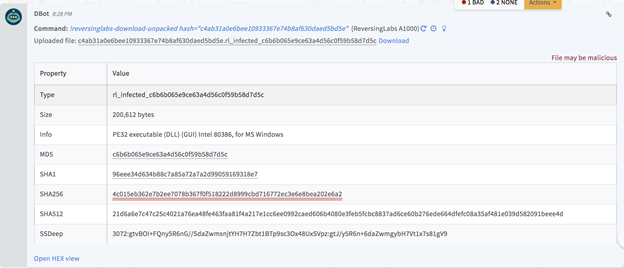 1 BAD 2 NONE Actions
DBot 8:28 PM
Command: !reversinglabs-download-unpacked hash="c4ab31a0e6bee10933367e74b8af630daed5bd5e" (ReversingLabs A1000)
Uploaded file: c4ab31a0e6bee10933367e74b8af630daed5bd5e.rl_infected_c6b6b065e9ce63a4d56c0f59b58d7d5c Download
File may be malicious
Property Value
Type rl_infected_c6b6b065e9ce63a4d56c0f59b58d7d5c
Size 200,612 bytes
Info PE32 executable (DLL) (GUI) Intel 80386, for MS Windows
MD5 c6b6b065e9ce63a4d56c0f59b58d7d5c
SHA1 96eee34d634b88c7a85a72a7a2d99059169318e7
SHA256 4c015eb362e7b2ee7078b367f0f518222d8999cbd716772ec3e6e8bea202e6a2
SHA512 21d6a6e7c47c25c4021a76ea48fe463faa81f4a217e1cc6ee0992caed606b4080e3feb5fcbc8837ad6ce60b276ede664dfefc08a35af481e039d582091beee4d
SSDeep 3072:gtvBOI+FQny5R6nG//SdaZwmsnjtYH7H7Zbt1BTp9sc3Ox48UxSVpz:gtJ/y5R6n+6daZwmgybH7Vt1x7s81gV9
Open HEX view